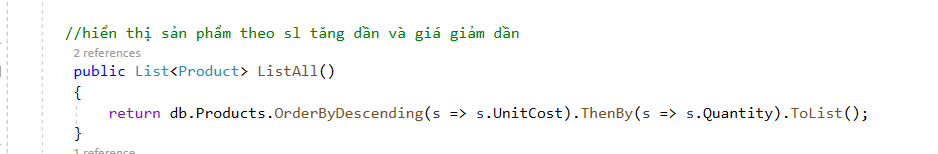 //hiển thị sản phẩm theo sl tăng dần và giá giảm dần
2 references
public List<Product> ListAll()
{
return db.Products.OrderByDescending(s => s.UnitCost).ThenBy(s => s.Quantity).ToList();
}
1 reference